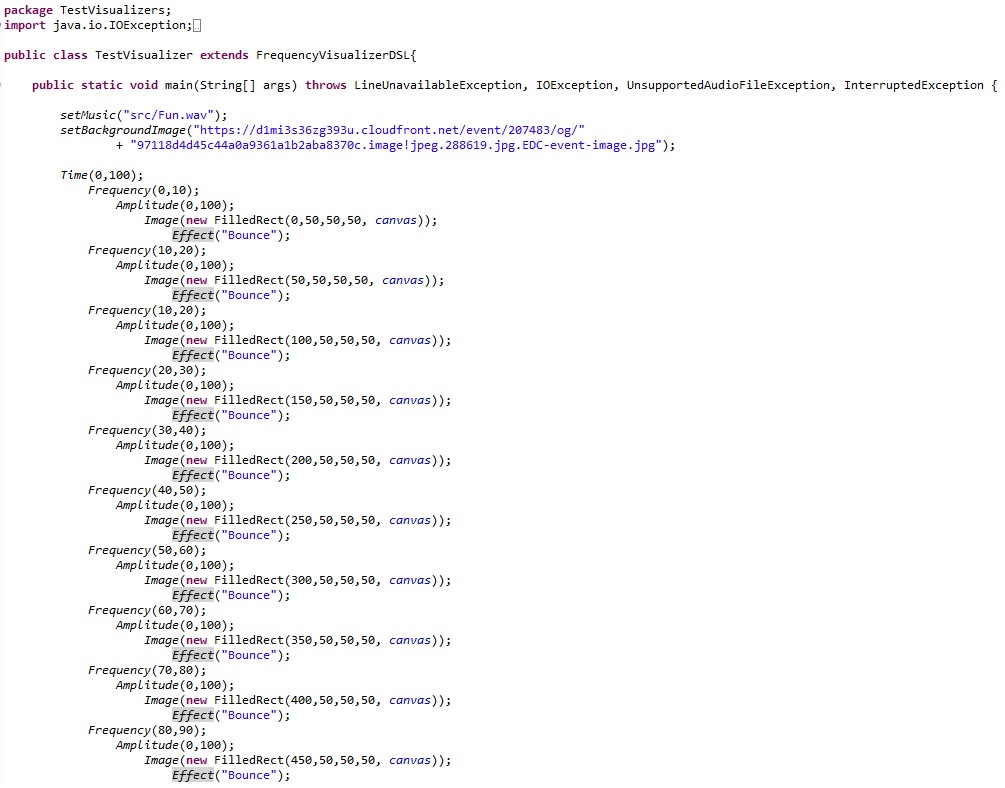 package TestVisualizers;
import java.io.IOException;
public class TestVisualizer extends FrequencyVisualizerDSL{
public static void main(String[] args) throws LineUnavailableException, IOException, UnsupportedAudioFileException, InterruptedException {
setMusic("src/Fun.wav");
setBackgroundImage("https://d1mi3s36zg393u.cloudfront.net/event/207483/og/"
+ "97118d4d45c44a0a9361a1b2aba8370c.image!jpeg.288619.jpg.EDC-event-image.jpg");
Time(0,100);
Frequency(0,10);
Amplitude(0,100);
Image(new FilledRect(0,50,50,50, canvas));
Effect("Bounce");
Frequency(10,20);
Amplitude(0,100);
Image(new FilledRect(50,50,50,50, canvas));
Effect("Bounce");
Frequency(10,20);
Amplitude(0,100);
Image(new FilledRect(100,50,50,50, canvas));
Effect("Bounce");
Frequency(20,30);
Amplitude(0,100);
Image(new FilledRect(150,50,50,50, canvas));
Effect("Bounce");
Frequency(30,40);
Amplitude(0,100);
Image(new FilledRect(200,50,50,50, canvas));
Effect("Bounce");
Frequency(40,50);
Amplitude(0,100);
Image(new FilledRect(250,50,50,50, canvas));
Effect("Bounce");
Frequency(50,60);
Amplitude(0,100);
Image(new FilledRect(300,50,50,50, canvas));
Effect("Bounce");
Frequency(60,70);
Amplitude(0,100);
Image(new FilledRect(350,50,50,50, canvas));
Effect("Bounce");
Frequency(70,80);
Amplitude(0,100);
Image(new FilledRect(400,50,50,50, canvas));
Effect("Bounce");
Frequency(80,90);
Amplitude(0,100);
Image(new FilledRect(450,50,50,50, canvas));
Effect("Bounce");